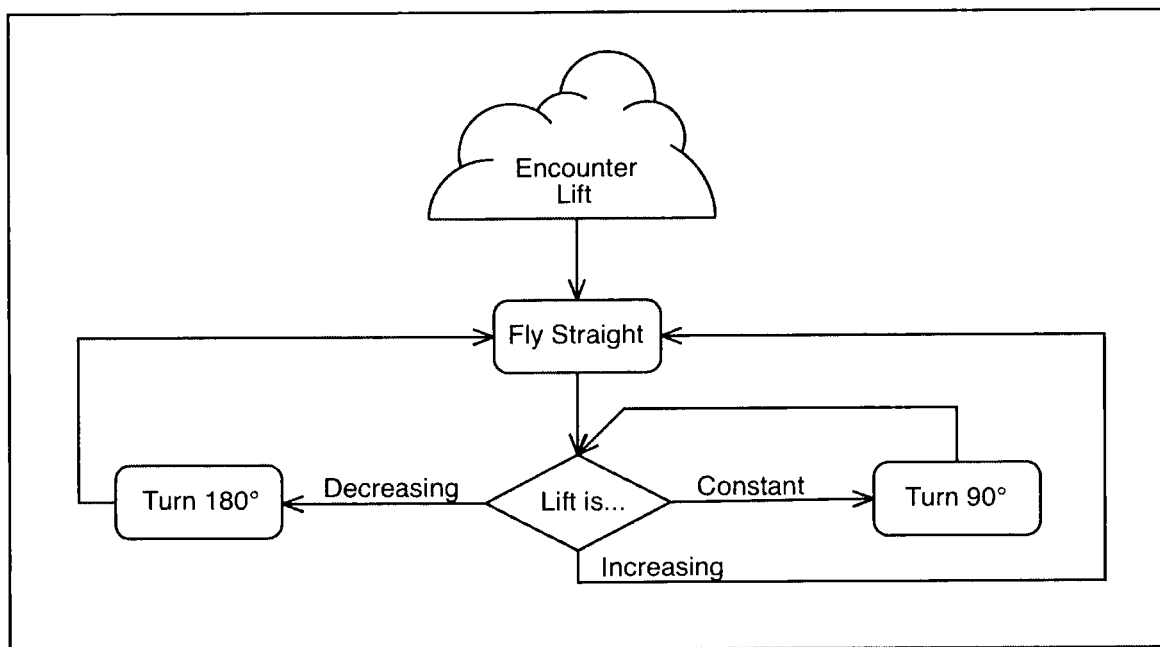 Encounter
Lift
Fly Straight
Turn 180°
Decreasing
Lift is...
Constant
Turn 90°
Increasing